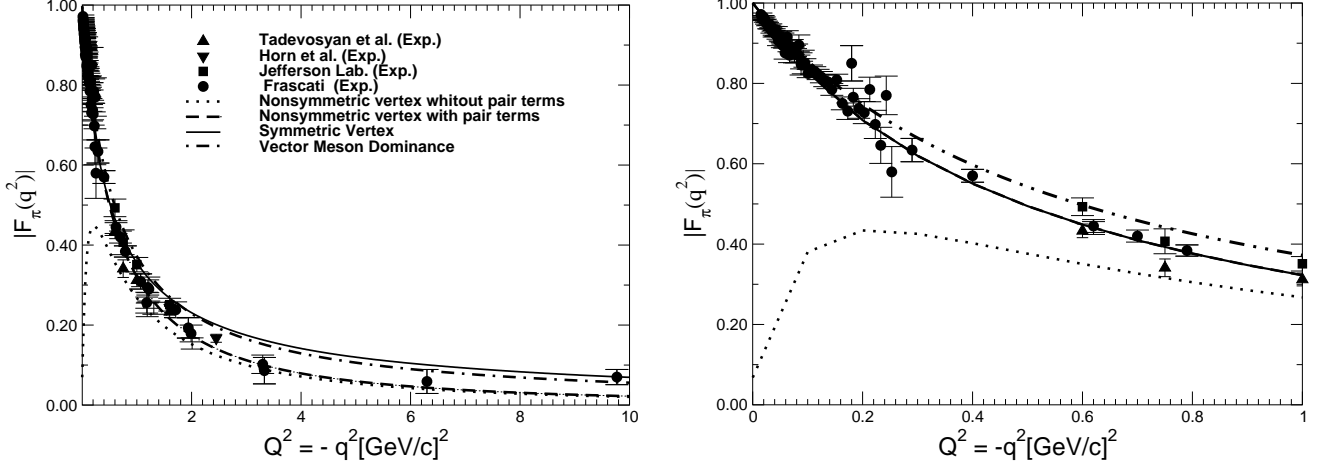 1.00
0.80
0.60
0.40
0.20
0.00
|F_π(q²)|
0 2 4 6 8 10
Q² = - q²[GeV/c]²
Tadevosyan et al. (Exp.)
Horn et al. (Exp.)
Jefferson Lab. (Exp.)
Frascati (Exp.)
Nonsymmetric vertex whitout pair terms
Nonsymmetric vertex with pair terms
Symmetric Vertex
Vector Meson Dominance
1.00
0.80
0.60
0.40
0.20
0.00
|F_π(q²)|
0 0.2 0.4 0.6 0.8 1
Q² = -q²[GeV/c]²